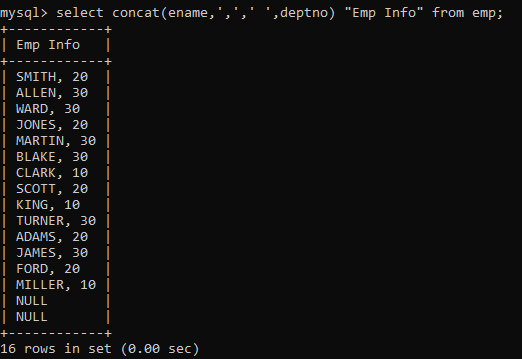 mysql> select concat(ename,',',' ',deptno) "Emp Info" from emp;
+------------+
| Emp Info   |
+------------+
| SMITH, 20  |
| ALLEN, 30  |
| WARD, 30   |
| JONES, 20  |
| MARTIN, 30 |
| BLAKE, 30  |
| CLARK, 10  |
| SCOTT, 20  |
| KING, 10   |
| TURNER, 30 |
| ADAMS, 20  |
| JAMES, 30  |
| FORD, 20   |
| MILLER, 10 |
| NULL       |
| NULL       |
+------------+
16 rows in set (0.00 sec)